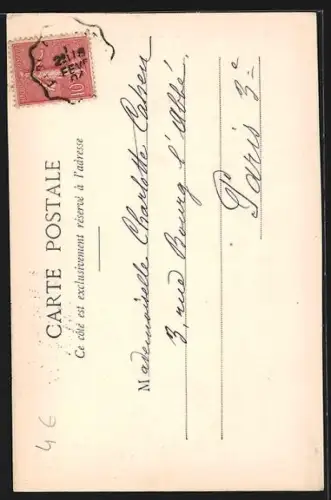 CARTE POSTALE
Ce côté est exclusivement réservé à l'adresse
Mademoiselle Charlotte Cahen
3, rue Bourg l'Abbé
Paris 3e
10
FEVR
4 €